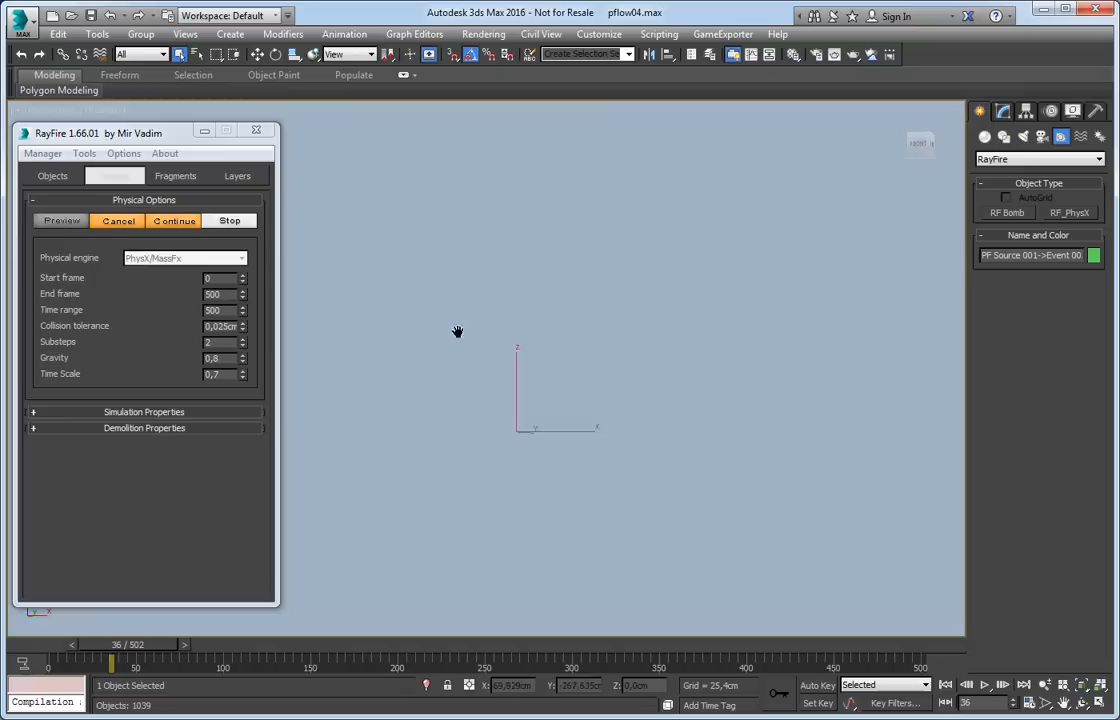 Workspace: Default
Autodesk 3ds Max 2016 - Not for Resale pflow04.max
Sign In
MAX
Edit Tools Group Views Create Modifiers Animation Graph Editors Rendering Civil View Customize Scripting GameExporter Help
All
View
Create Selection Se
Modeling Freeform Selection Object Paint Populate
Polygon Modeling
RayFire 1.66.01 by Mir Vadim
Manager Tools Options About
Objects
Fragments Layers
- Physical Options
Preview Cancel Continue Stop
Physical engine PhysX/MassFx
Start frame 0
End frame 500
Time range 500
Collision tolerance 0,025cm
Substeps 2
Gravity 0,8
Time Scale 0,7
+ Simulation Properties
+ Demolition Properties
FRONT
z
y
x
RayFire
- Object Type
AutoGrid
RF Bomb RF_PhysX
- Name and Color
PF Source 001->Event 00
Y X
< 36 / 502 >
0 50 100 150 200 250 300 350 400 450 500
1 Object Selected
X: 69,929cm Y: -267,635cm Z: 0,0cm
Grid = 25,4cm
Auto Key Selected
Compilation
Objects: 1039
Add Time Tag
Set Key Key Filters...
36